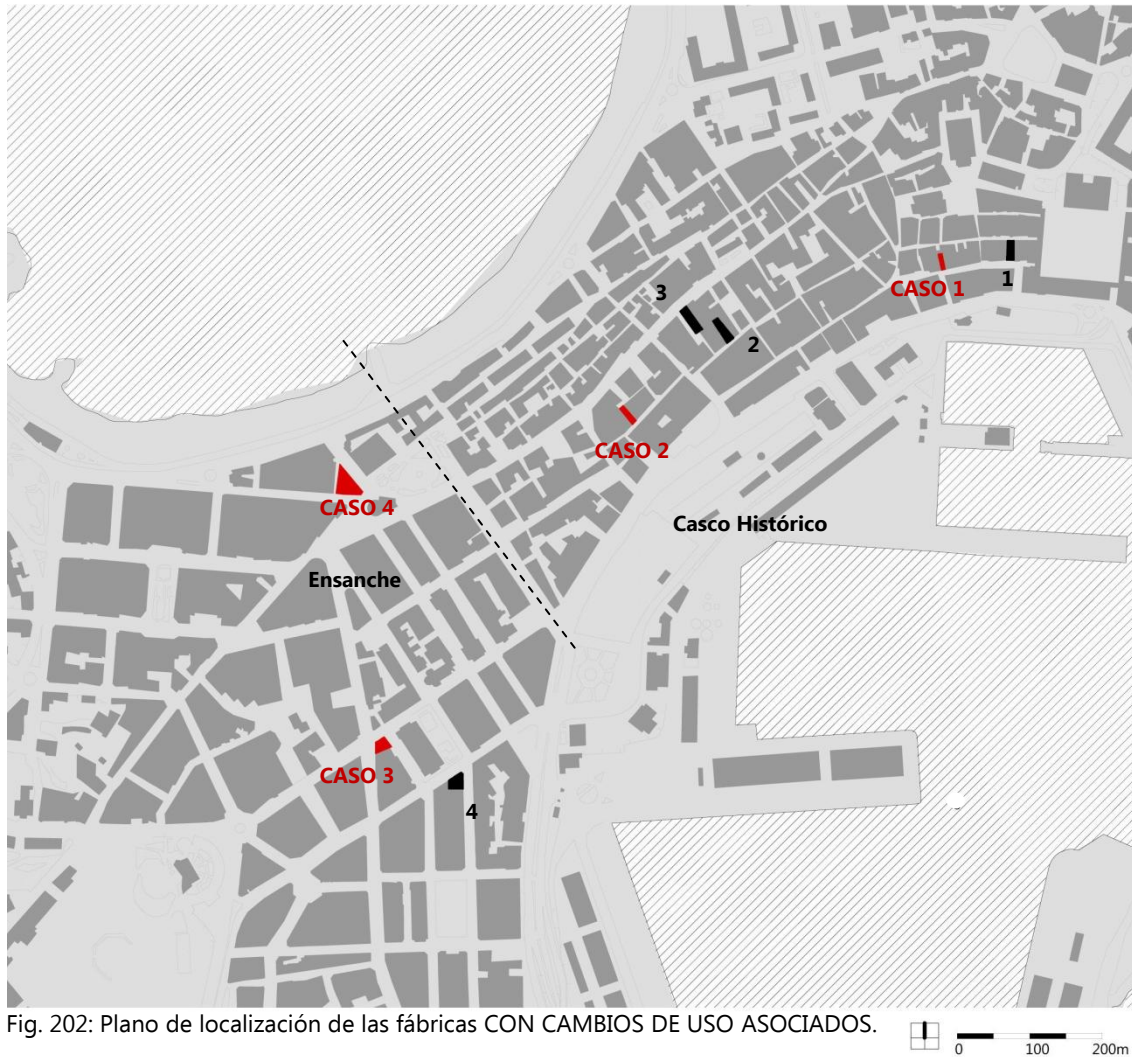 CASO 1
1
3
2
CASO 2
CASO 4
Casco Histórico
Ensanche
CASO 3
4
Fig. 202: Plano de localización de las fábricas CON CAMBIOS DE USO ASOCIADOS.
0 100 200m